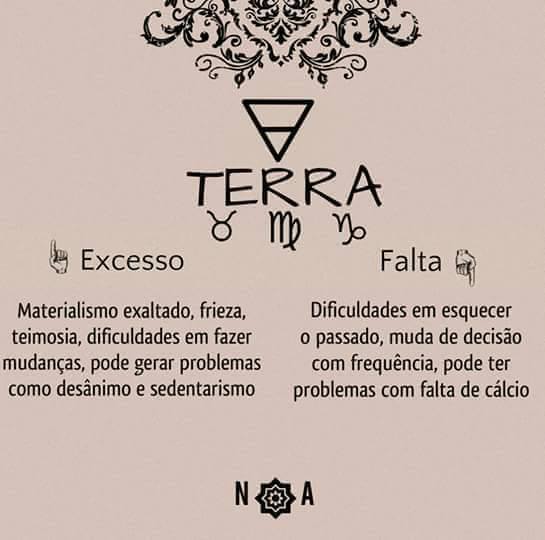 TERRA
♉ ♍ ♑
Excesso
Materialismo exaltado, frieza,
teimosia, dificuldades em fazer
mudanças, pode gerar problemas
como desânimo e sedentarismo
Falta
Dificuldades em esquecer
o passado, muda de decisão
com frequência, pode ter
problemas com falta de cálcio
N A